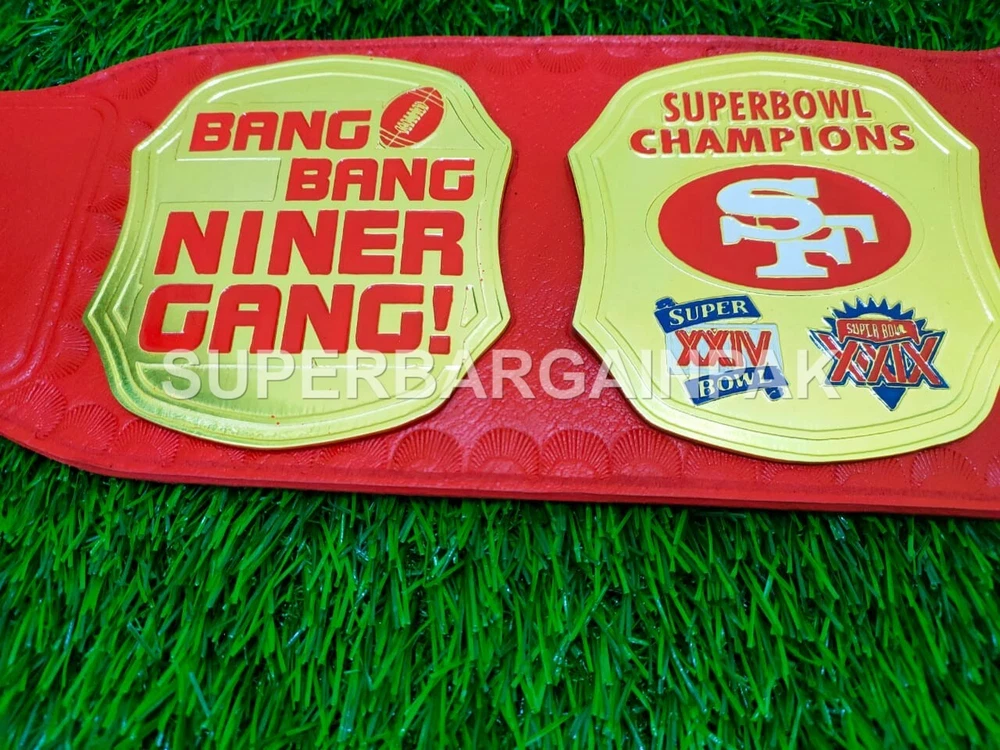 BANG
BANG
NINER
GANG!
SUPERBOWL
CHAMPIONS
SF
SUPER
XXIV
BOWL
SUPER BOWL
XXIX
SUPERBARGAINPAK